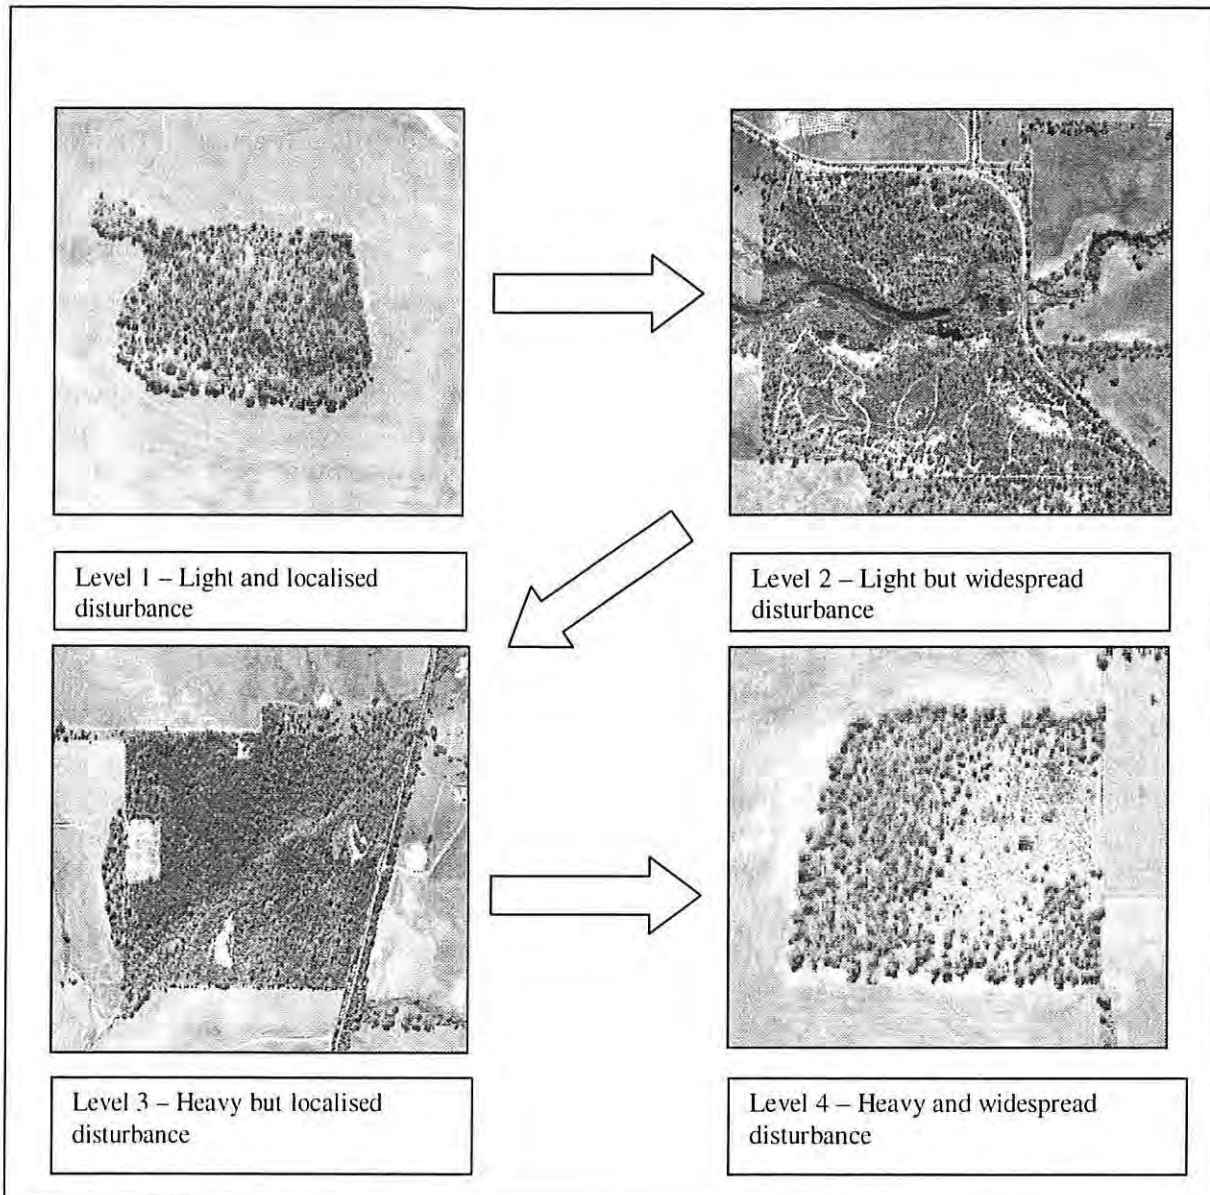 Level 1 – Light and localised
disturbance
Level 2 – Light but widespread
disturbance
Level 3 – Heavy but localised
disturbance
Level 4 – Heavy and widespread
disturbance